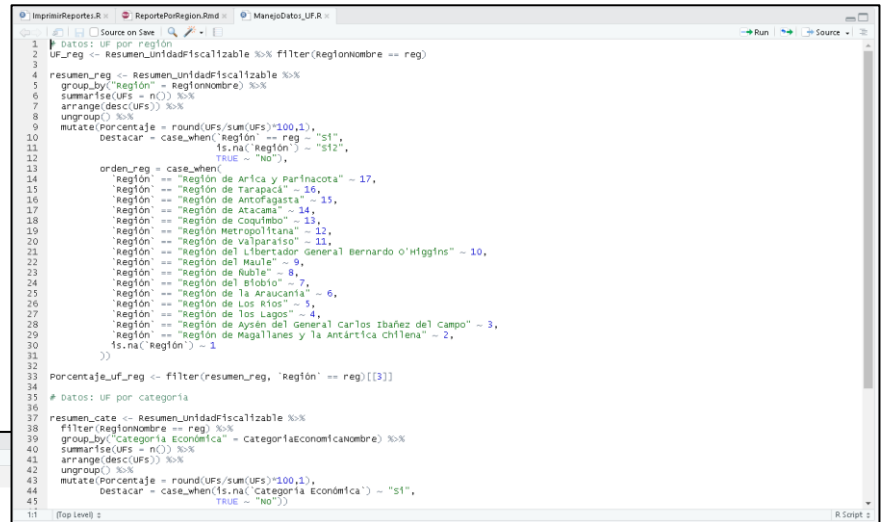 ImprimirReportes.R ReportePorRegion.Rmd ManejoDatos_UF.R
Source on Save Run Source
1 # Datos: UF por región
2 UF_reg <- Resumen_UnidadFiscalizable %>% filter(RegionNombre == reg)
3
4 resumen_reg <- Resumen_UnidadFiscalizable %>%
5 group_by("Región" = RegionNombre) %>%
6 summarise(UFs = n()) %>%
7 arrange(desc(UFs)) %>%
8 ungroup() %>%
9 mutate(Porcentaje = round(UFs/sum(UFs)*100,1),
10 Destacar = case_when(`Región` == reg ~ "Sí",
11 is.na(`Región`) ~ "Sí2",
12 TRUE ~ "No"),
13 orden_reg = case_when(
14 `Región` == "Región de Arica y Parinacota" ~ 17,
15 `Región` == "Región de Tarapacá" ~ 16,
16 `Región` == "Región de Antofagasta" ~ 15,
17 `Región` == "Región de Atacama" ~ 14,
18 `Región` == "Región de Coquimbo" ~ 13,
19 `Región` == "Región Metropolitana" ~ 12,
20 `Región` == "Región de Valparaíso" ~ 11,
21 `Región` == "Región del Libertador General Bernardo O'Higgins" ~ 10,
22 `Región` == "Región del Maule" ~ 9,
23 `Región` == "Región de Ñuble" ~ 8,
24 `Región` == "Región del Biobío" ~ 7,
25 `Región` == "Región de la Araucanía" ~ 6,
26 `Región` == "Región de Los Ríos" ~ 5,
27 `Región` == "Región de los Lagos" ~ 4,
28 `Región` == "Región de Aysén del General Carlos Ibañez del Campo" ~ 3,
29 `Región` == "Región de Magallanes y la Antártica Chilena" ~ 2,
30 is.na(`Región`) ~ 1
31 ))
32
33 Porcentaje_uf_reg <- filter(resumen_reg, `Región` == reg)[[3]]
34
35 # Datos: UF por categoría
36
37 resumen_cate <- Resumen_UnidadFiscalizable %>%
38 filter(RegionNombre == reg) %>%
39 group_by("Categoría Económica" = CategoriaEconomicaNombre) %>%
40 summarise(UFs = n()) %>%
41 arrange(desc(UFs)) %>%
42 ungroup() %>%
43 mutate(Porcentaje = round(UFs/sum(UFs)*100,1),
44 Destacar = case_when(is.na(`Categoría Económica`) ~ "Sí",
45 TRUE ~ "No"))
1:1 (Top Level) R Script